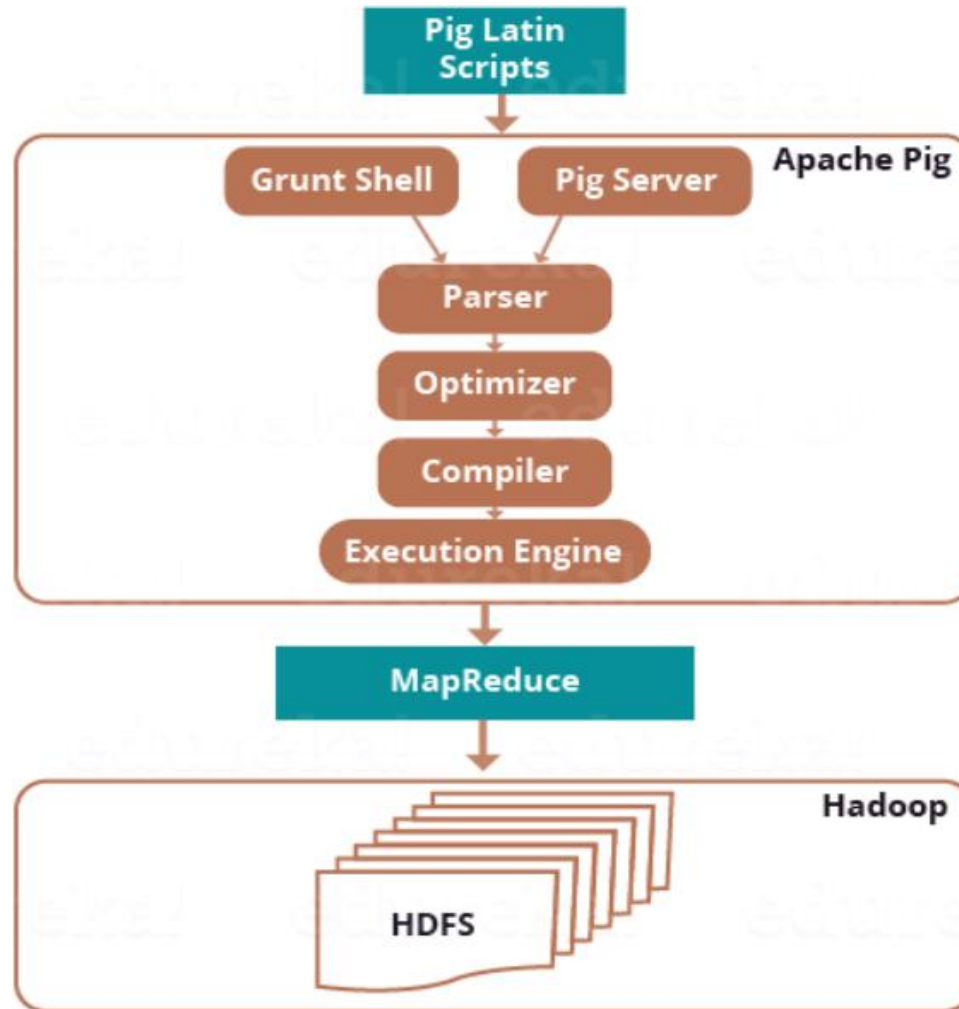 Pig Latin
Scripts
Apache Pig
Grunt Shell
Pig Server
Parser
Optimizer
Compiler
Execution Engine
MapReduce
Hadoop
HDFS